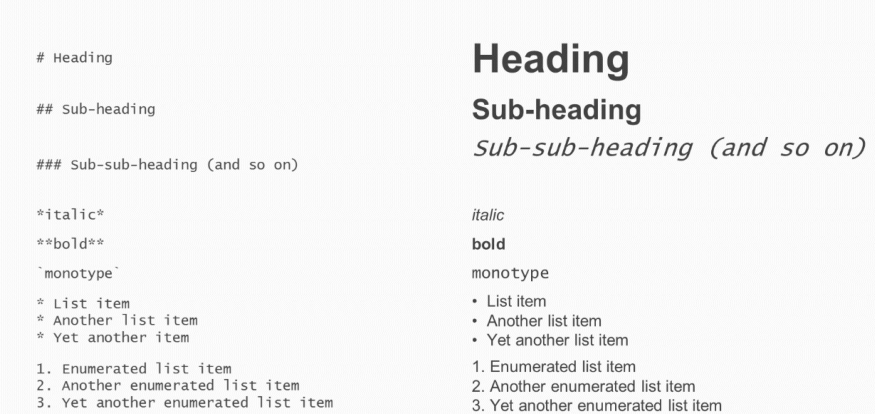 # Heading
## Sub-heading
### Sub-sub-heading (and so on)
*italic*
**bold**
`monotype`
* List item
* Another list item
* Yet another item
1. Enumerated list item
2. Another enumerated list item
3. Yet another enumerated list item
Heading
Sub-heading
Sub-sub-heading (and so on)
italic
bold
monotype
• List item
• Another list item
• Yet another list item
1. Enumerated list item
2. Another enumerated list item
3. Yet another enumerated list item